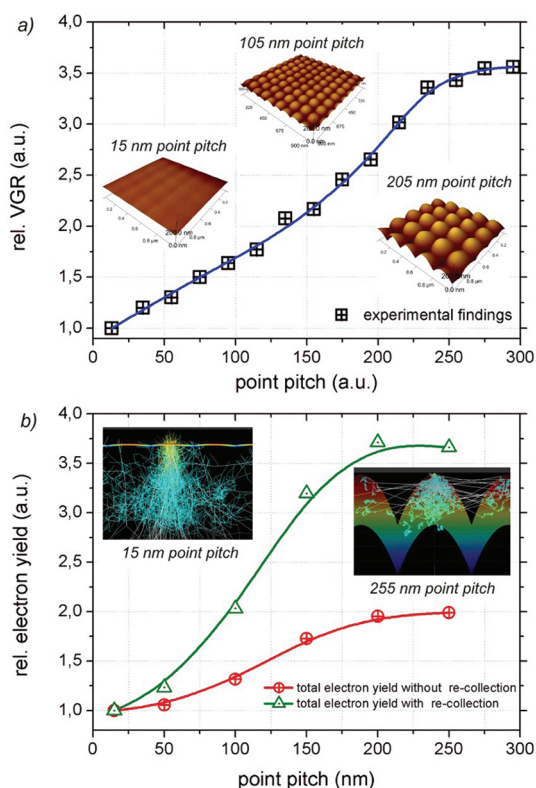 a)
4,0
3,5
3,0
2,5
2,0
1,5
1,0
rel. VGR (a.u.)
105 nm point pitch
15 nm point pitch
205 nm point pitch
experimental findings
0 50 100 150 200 250 300
point pitch (a.u.)
b)
4,0
3,5
3,0
2,5
2,0
1,5
1,0
rel. electron yield (a.u.)
15 nm point pitch
255 nm point pitch
total electron yield without re-collection
total electron yield with re-collection
0 50 100 150 200 250 300
point pitch (nm)